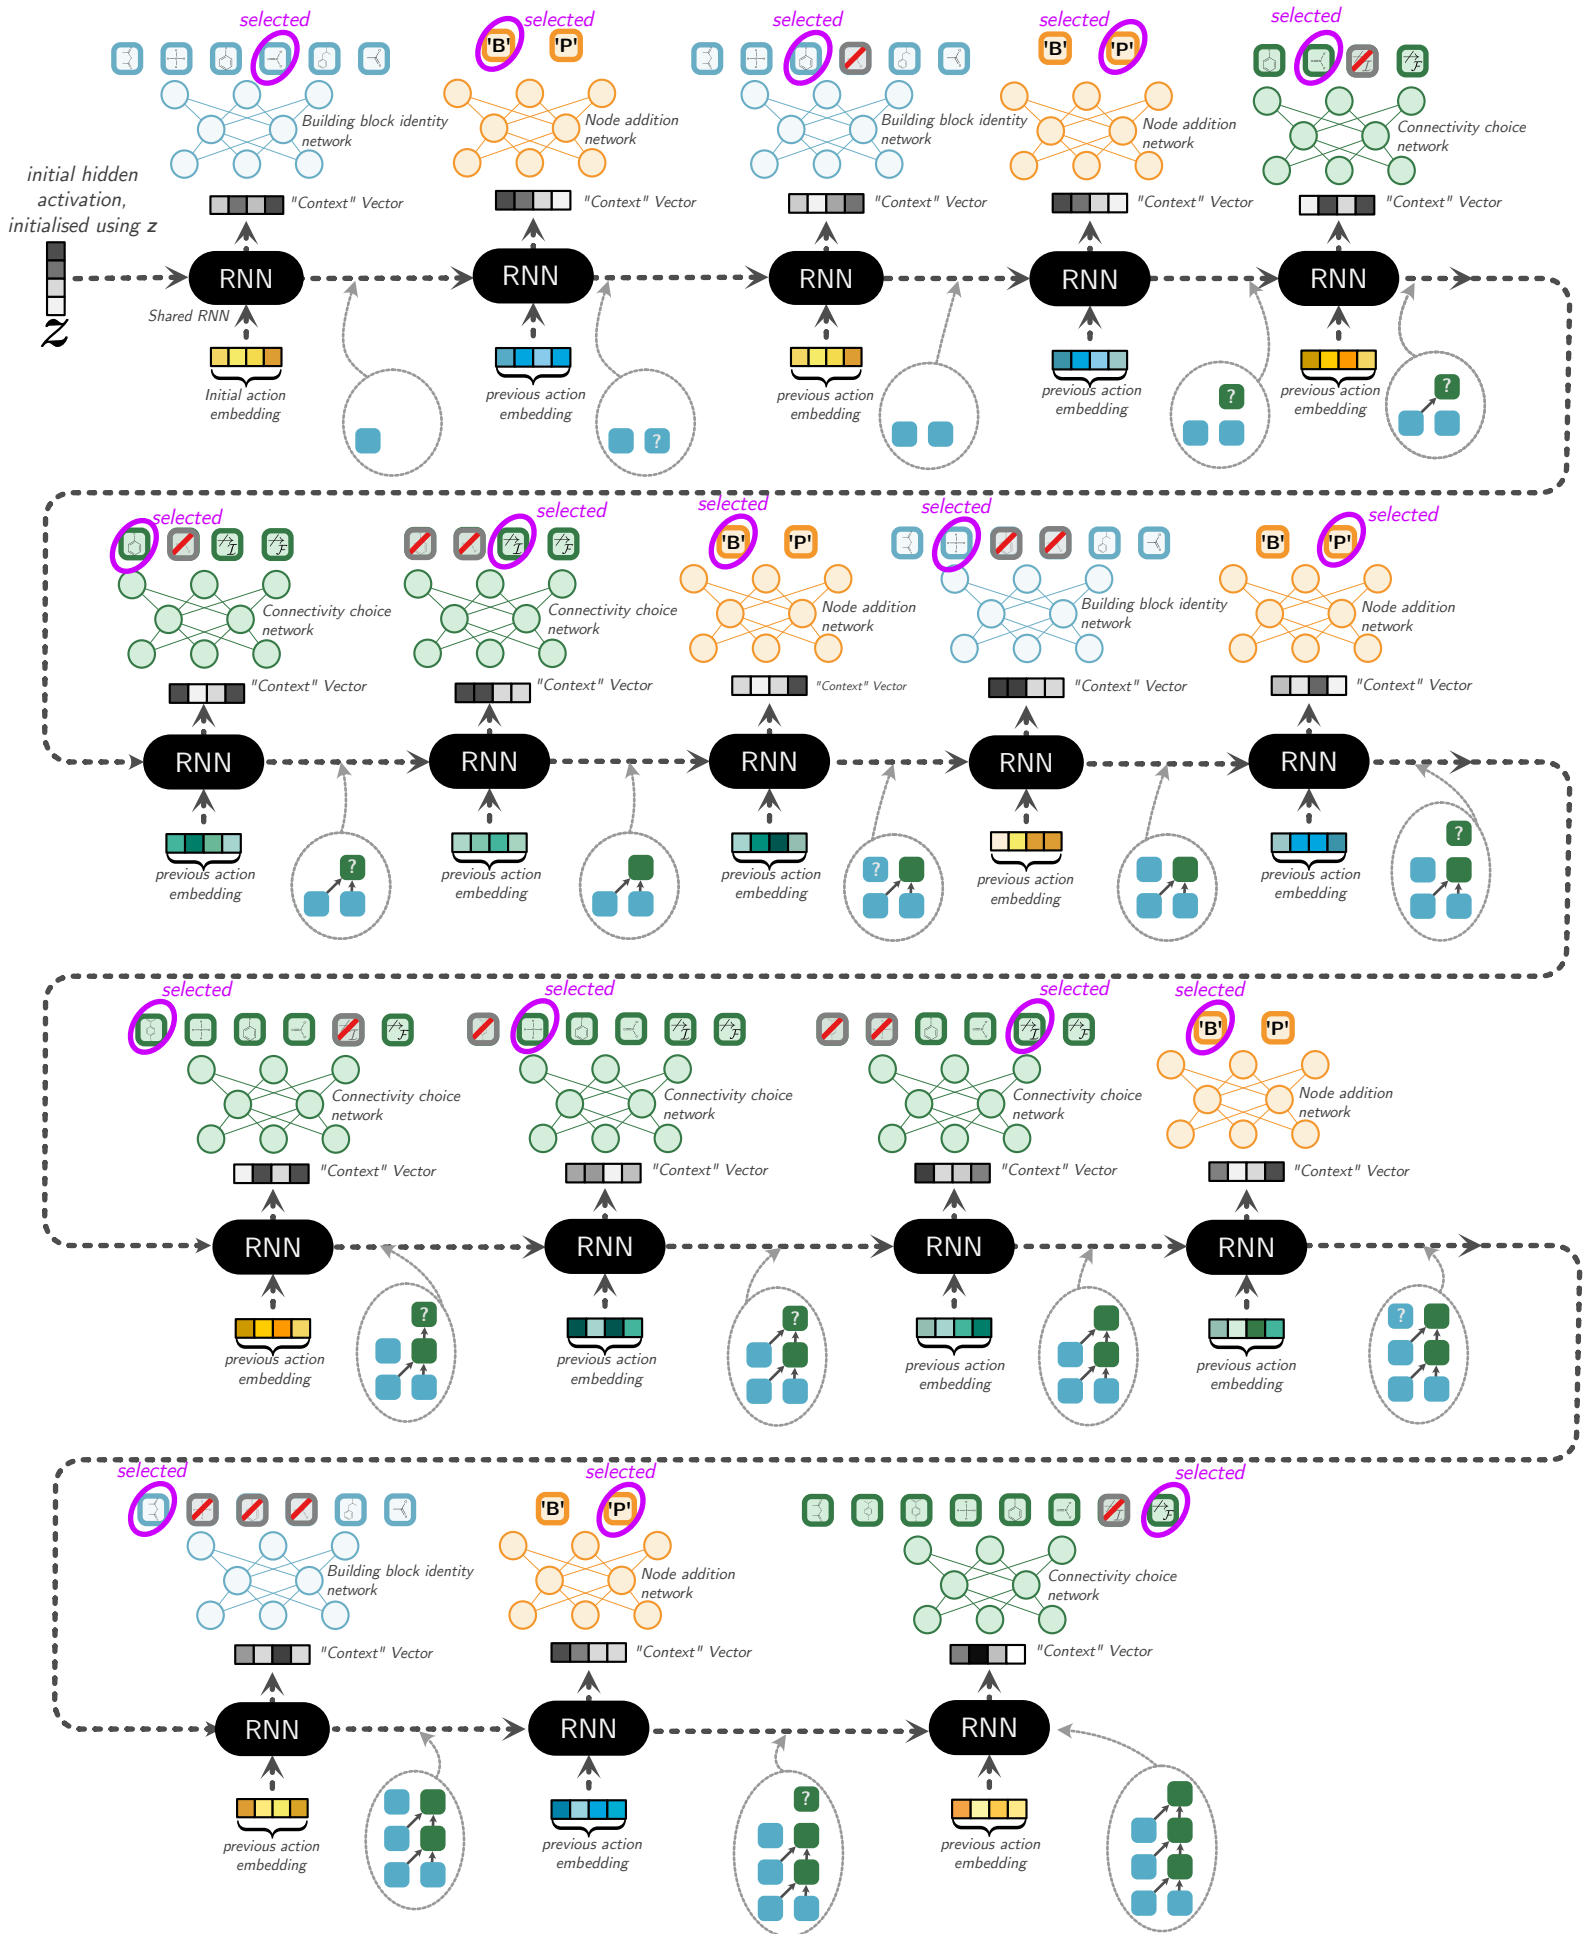 selected
selected
selected
selected
selected
'B'
'P'
'B'
'P'
F
Building block identity
network
Node addition
network
Building block identity
network
Node addition
network
Connectivity choice
network
initial hidden
activation,
initialised using z
"Context" Vector
"Context" Vector
"Context" Vector
"Context" Vector
"Context" Vector
RNN
RNN
RNN
RNN
RNN
Shared RNN
z
Initial action
embedding
previous action
embedding
previous action
embedding
previous action
embedding
previous action
embedding
?
?
?
selected
selected
selected
selected
selected
I
F
I
F
'B'
'P'
'B'
'P'
Connectivity choice
network
Connectivity choice
network
Node addition
network
Building block identity
network
Node addition
network
"Context" Vector
"Context" Vector
"Context" Vector
"Context" Vector
"Context" Vector
RNN
RNN
RNN
RNN
RNN
previous action
embedding
previous action
embedding
previous action
embedding
previous action
embedding
previous action
embedding
?
?
?
selected
selected
selected
selected
F
I
F
I
F
'B'
'P'
Connectivity choice
network
Connectivity choice
network
Connectivity choice
network
Node addition
network
"Context" Vector
"Context" Vector
"Context" Vector
"Context" Vector
RNN
RNN
RNN
RNN
previous action
embedding
previous action
embedding
previous action
embedding
previous action
embedding
?
?
?
selected
selected
selected
'B'
'P'
F
Building block identity
network
Node addition
network
Connectivity choice
network
"Context" Vector
"Context" Vector
"Context" Vector
RNN
RNN
RNN
previous action
embedding
previous action
embedding
previous action
embedding
?